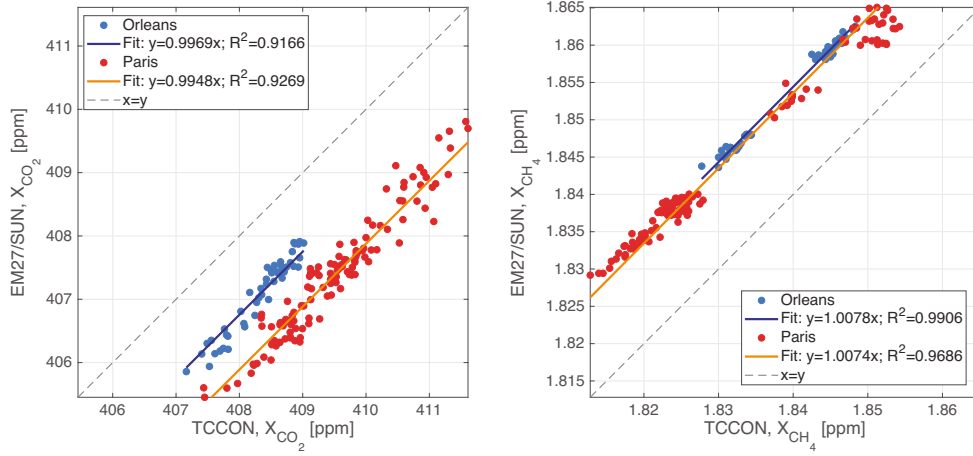 411
410
409
408
407
406
EM27/SUN, X_CO2 [ppm]
Orleans
Fit: y=0.9969x; R²=0.9166
Paris
Fit: y=0.9948x; R²=0.9269
x=y
406
407
408
409
410
411
TCCON, X_CO2 [ppm]
1.865
1.86
1.855
1.85
1.845
1.84
1.835
1.83
1.825
1.82
1.815
EM27/SUN, X_CH4 [ppm]
Orleans
Fit: y=1.0078x; R²=0.9906
Paris
Fit: y=1.0074x; R²=0.9686
x=y
1.82
1.83
1.84
1.85
1.86
TCCON, X_CH4 [ppm]